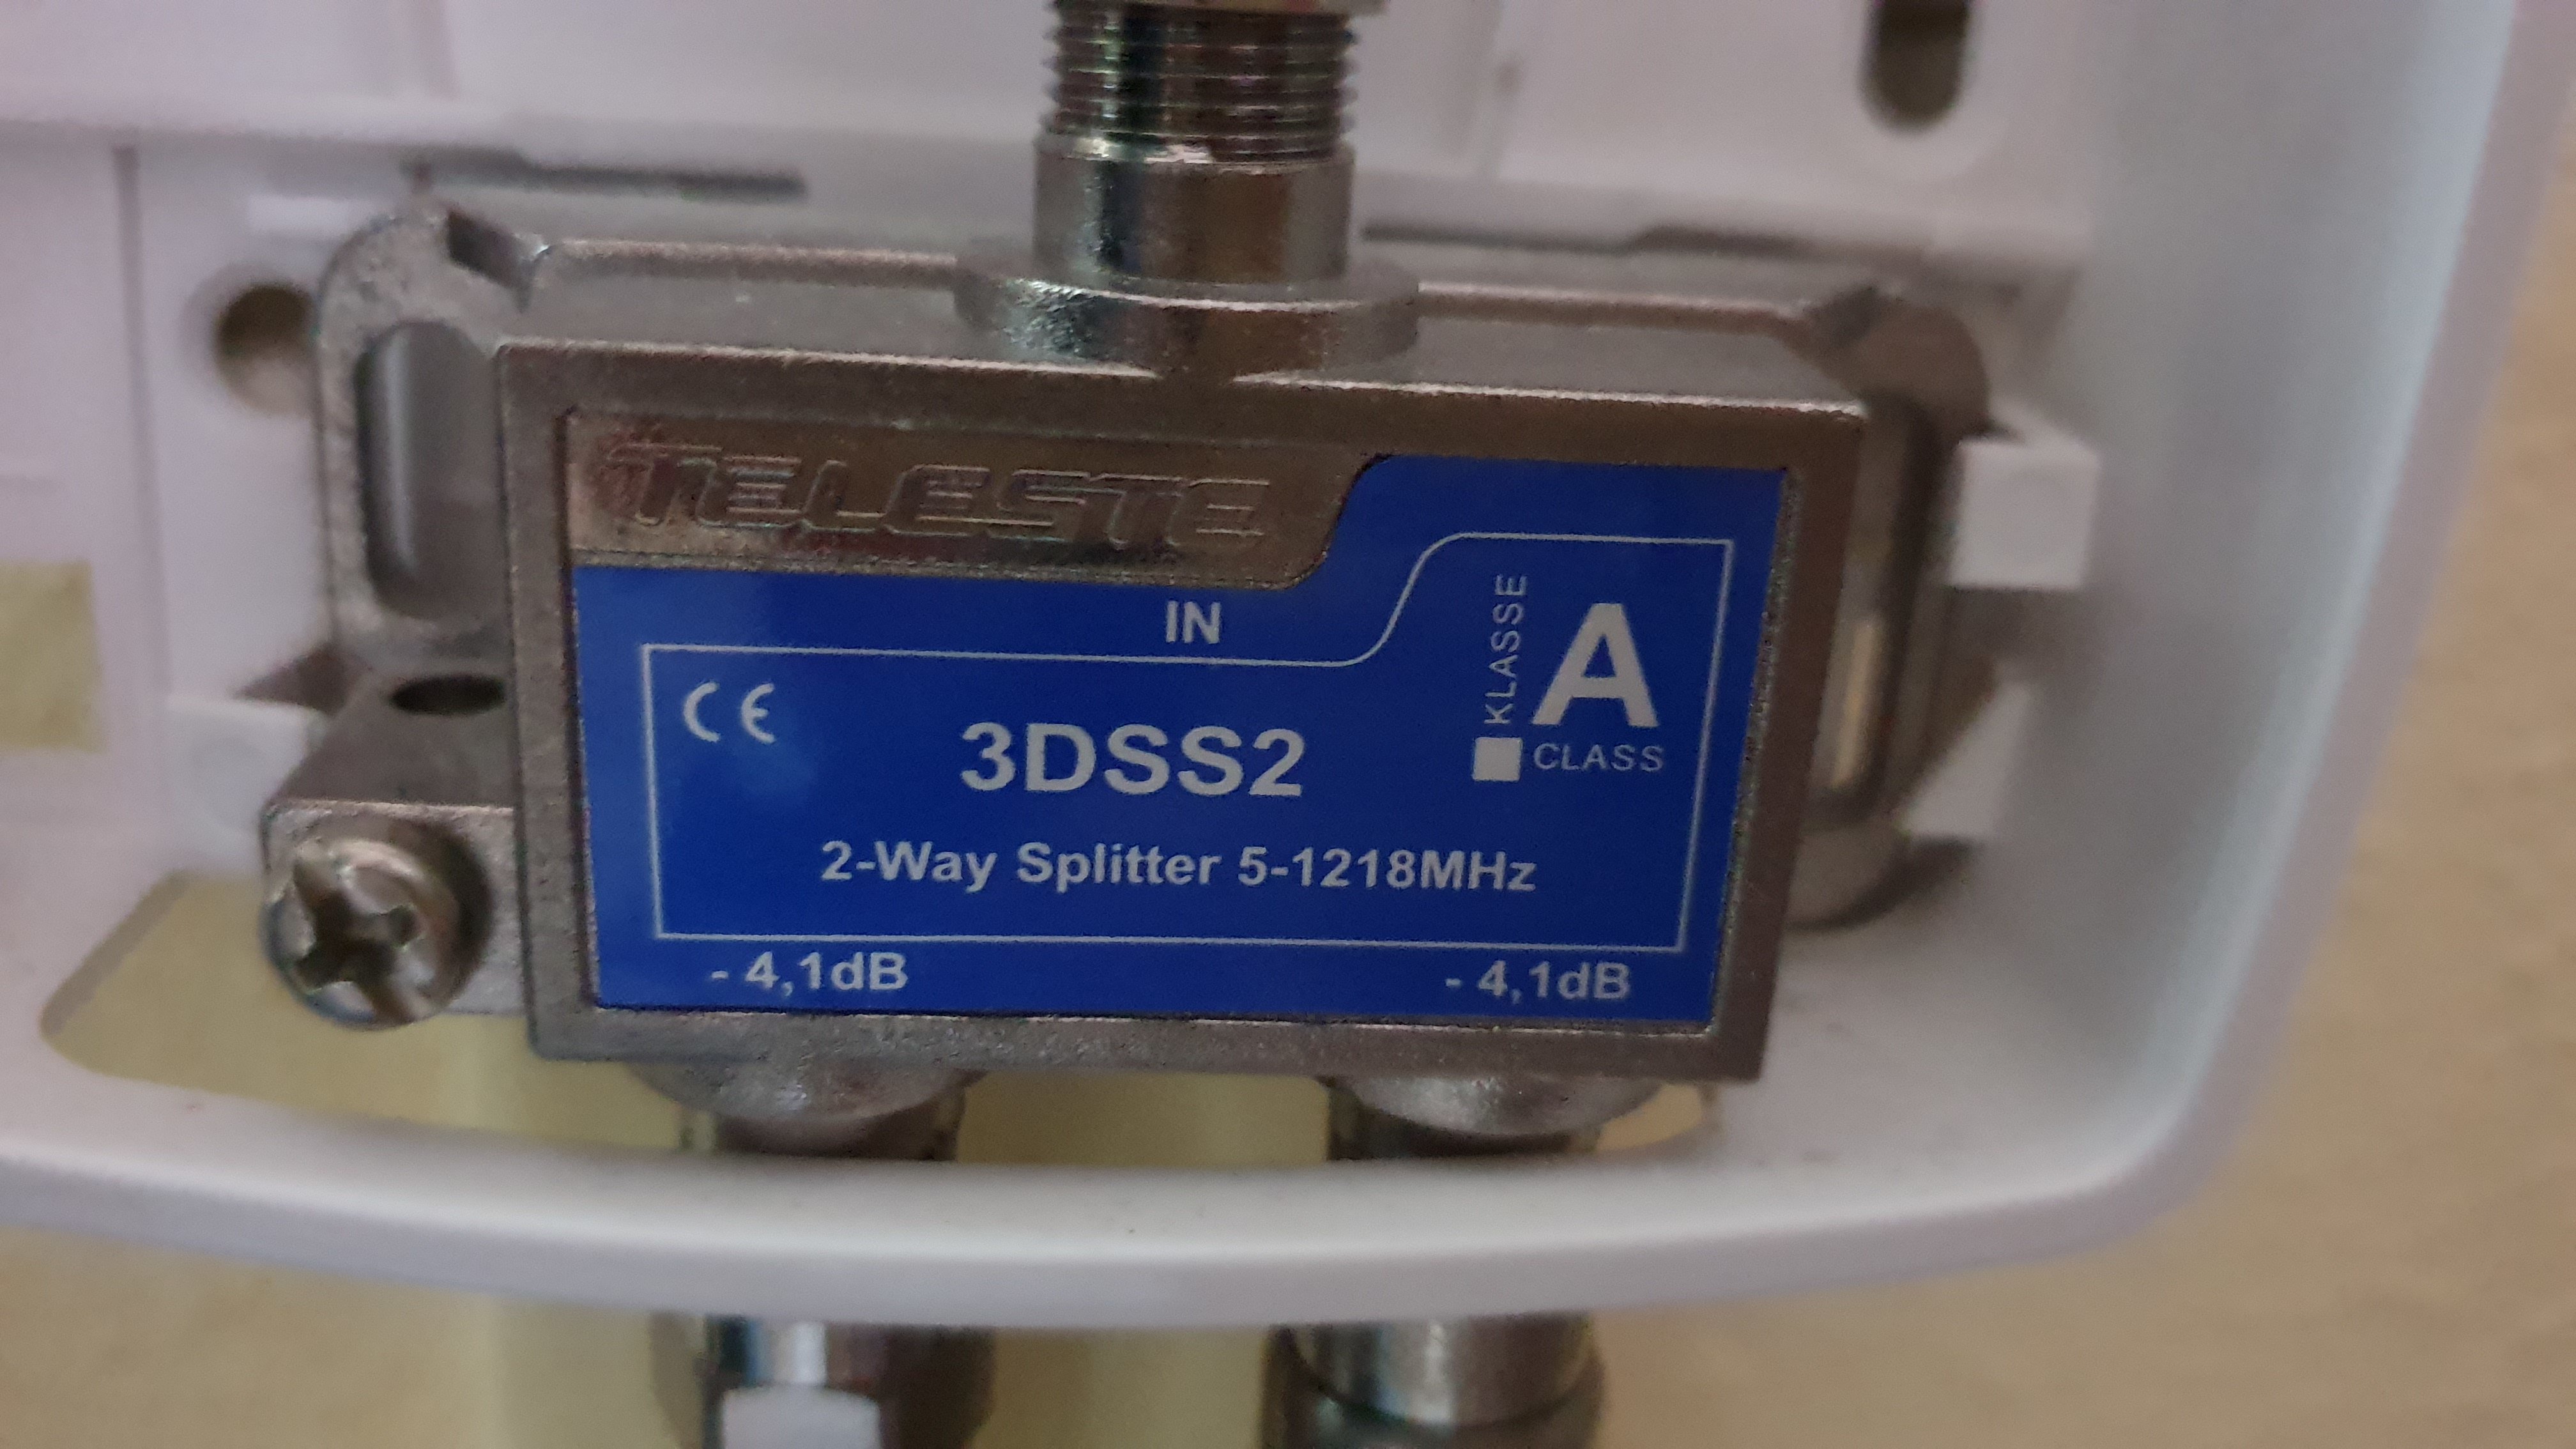 TELESTE
IN
KLASSE
A
CLASS
CE
3DSS2
2-Way Splitter 5-1218MHz
- 4,1dB
- 4,1dB